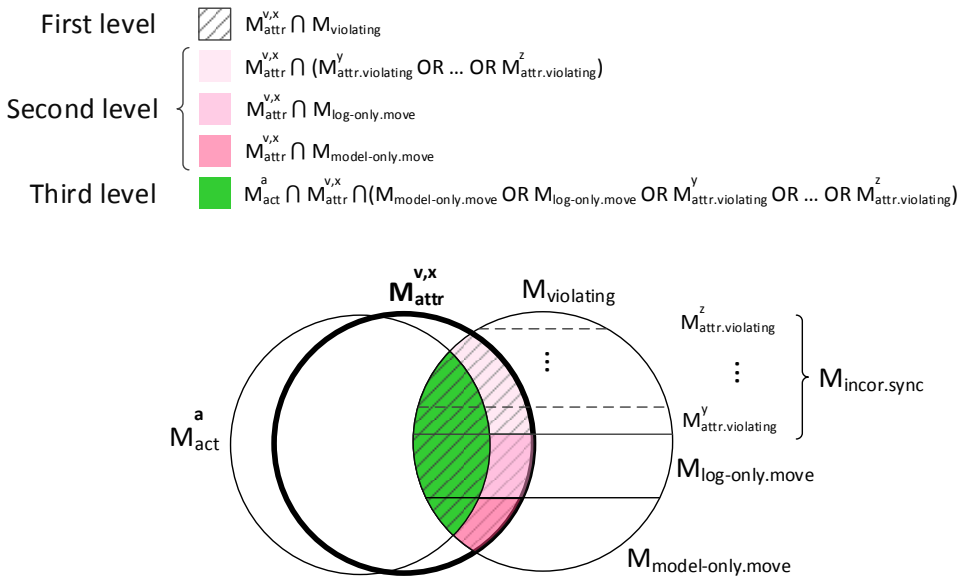 First level M^{v,x}_{attr} ∩ M_{violating}
Second level
M^{v,x}_{attr} ∩ (M^{y}_{attr.violating} OR ... OR M^{z}_{attr.violating})
M^{v,x}_{attr} ∩ M_{log-only.move}
M^{v,x}_{attr} ∩ M_{model-only.move}
Third level M^{a}_{act} ∩ M^{v,x}_{attr} ∩(M_{model-only.move} OR M_{log-only.move} OR M^{y}_{attr.violating} OR ... OR M^{z}_{attr.violating})
M^{v,x}_{attr}
M_{violating}
M^{z}_{attr.violating}
⋮
⋮
M_{incor.sync}
M^{a}_{act}
M^{y}_{attr.violating}
M_{log-only.move}
M_{model-only.move}